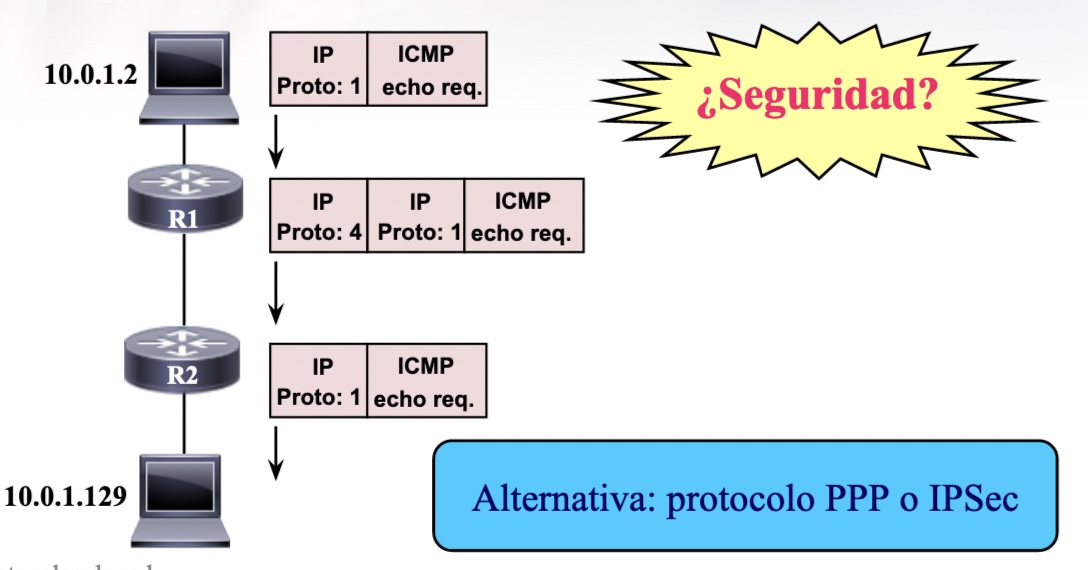 10.0.1.2
IP ICMP
Proto: 1 echo req.
¿Seguridad?
R1
IP IP ICMP
Proto: 4 Proto: 1 echo req.
R2
IP ICMP
Proto: 1 echo req.
10.0.1.129
Alternativa: protocolo PPP o IPSec